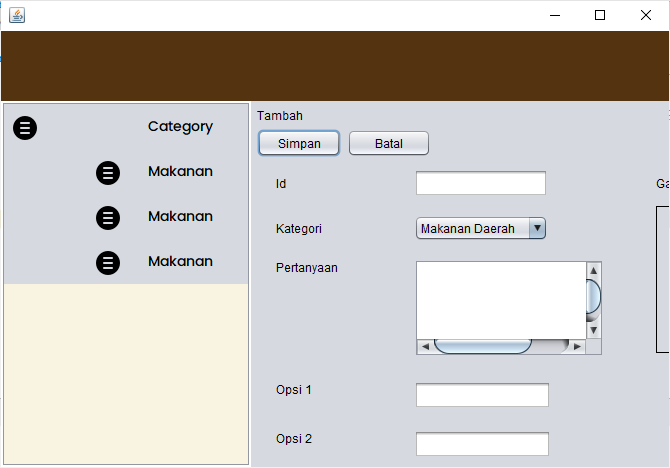 Category
Makanan
Makanan
Makanan
Tambah
Simpan Batal
Id
Ga
Kategori Makanan Daerah
Pertanyaan
Opsi 1
Opsi 2